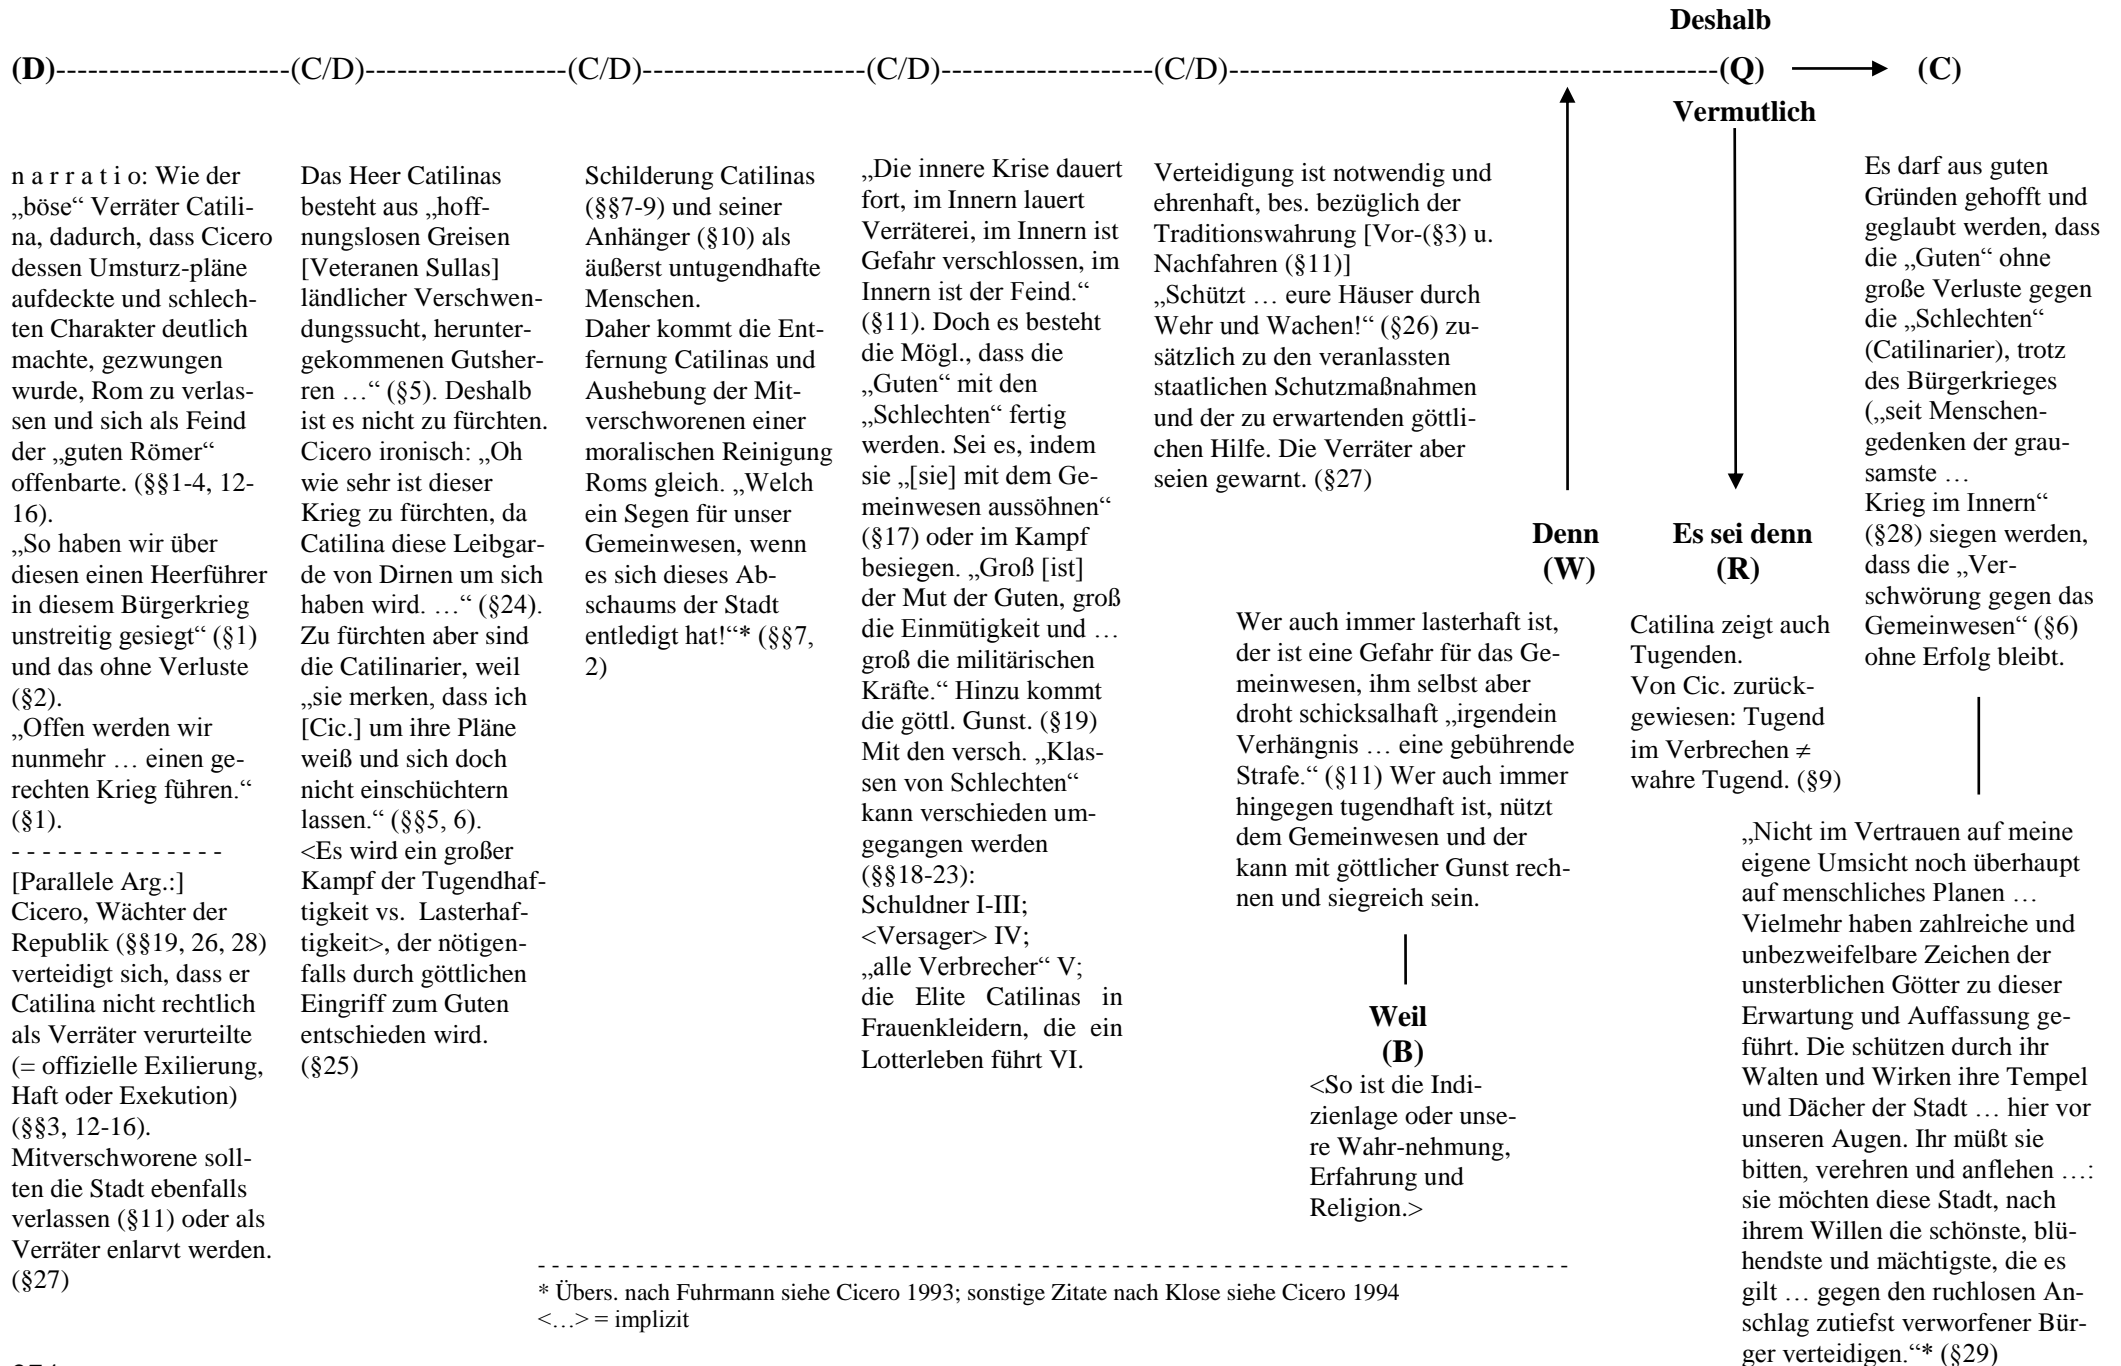 Deshalb
(D)----------------------(C/D)-------------------(C/D)---------------------(C/D)--------------------(C/D)----------------------------------------------(Q) (C)
Vermutlich
n a r r a t i o: Wie der
„böse“ Verräter Catili-
na, dadurch, dass Cicero
dessen Umsturz-pläne
aufdeckte und schlech-
ten Charakter deutlich
machte, gezwungen
wurde, Rom zu verlas-
sen und sich als Feind
der „guten Römer“
offenbarte. (§§1-4, 12-
16).
„So haben wir über
diesen einen Heerführer
in diesem Bürgerkrieg
unstreitig gesiegt“ (§1)
und das ohne Verluste
(§2).
„Offen werden wir
nunmehr … einen ge-
rechten Krieg führen.“
(§1).
- - - - - - - - - - - - - -
[Parallele Arg.:]
Cicero, Wächter der
Republik (§§19, 26, 28)
verteidigt sich, dass er
Catilina nicht rechtlich
als Verräter verurteilte
(= offizielle Exilierung,
Haft oder Exekution)
(§§3, 12-16).
Mitverschworene soll-
ten die Stadt ebenfalls
verlassen (§11) oder als
Verräter enlarvt werden.
(§27)
Das Heer Catilinas
besteht aus „hoff-
nungslosen Greisen
[Veteranen Sullas]
ländlicher Verschwen-
dungssucht, herunter-
gekommenen Gutsher-
ren …“ (§5). Deshalb
ist es nicht zu fürchten.
Cicero ironisch: „Oh
wie sehr ist dieser
Krieg zu fürchten, da
Catilina diese Leibgar-
de von Dirnen um sich
haben wird. …“ (§24).
Zu fürchten aber sind
die Catilinarier, weil
„sie merken, dass ich
[Cic.] um ihre Pläne
weiß und sich doch
nicht einschüchtern
lassen.“ (§§5, 6).
<Es wird ein großer
Kampf der Tugendhaf-
tigkeit vs. Lasterhaf-
tigkeit>, der nötigen-
falls durch göttlichen
Eingriff zum Guten
entschieden wird.
(§25)
Schilderung Catilinas
(§§7-9) und seiner
Anhänger (§10) als
äußerst untugendhafte
Menschen.
Daher kommt die Ent-
fernung Catilinas und
Aushebung der Mit-
verschworenen einer
moralischen Reinigung
Roms gleich. „Welch
ein Segen für unser
Gemeinwesen, wenn
es sich dieses Ab-
schaums der Stadt
entledigt hat!“* (§§7,
2)
„Die innere Krise dauert
fort, im Innern lauert
Verräterei, im Innern ist
Gefahr verschlossen, im
Innern ist der Feind.“
(§11). Doch es besteht
die Mögl., dass die
„Guten“ mit den
„Schlechten“ fertig
werden. Sei es, indem
sie „[sie] mit dem Ge-
meinwesen aussöhnen“
(§17) oder im Kampf
besiegen. „Groß [ist]
der Mut der Guten, groß
die Einmütigkeit und …
groß die militärischen
Kräfte.“ Hinzu kommt
die göttl. Gunst. (§19)
Mit den versch. „Klas-
sen von Schlechten“
kann verschieden um-
gegangen werden
(§§18-23):
Schuldner I-III;
<Versager> IV;
„alle Verbrecher“ V;
die Elite Catilinas in
Frauenkleidern, die ein
Lotterleben führt VI.
Verteidigung ist notwendig und
ehrenhaft, bes. bezüglich der
Traditionswahrung [Vor-(§3) u.
Nachfahren (§11)]
„Schützt … eure Häuser durch
Wehr und Wachen!“ (§26) zu-
sätzlich zu den veranlassten
staatlichen Schutzmaßnahmen
und der zu erwartenden göttli-
chen Hilfe. Die Verräter aber
seien gewarnt. (§27)
Denn
(W)
Wer auch immer lasterhaft ist,
der ist eine Gefahr für das Ge-
meinwesen, ihm selbst aber
droht schicksalhaft „irgendein
Verhängnis … eine gebührende
Strafe.“ (§11) Wer auch immer
hingegen tugendhaft ist, nützt
dem Gemeinwesen und der
kann mit göttlicher Gunst rech-
nen und siegreich sein.
Weil
(B)
<So ist die Indi-
zienlage oder unse-
re Wahr-nehmung,
Erfahrung und
Religion.>
Es sei denn
(R)
Catilina zeigt auch
Tugenden.
Von Cic. zurück-
gewiesen: Tugend
im Verbrechen ≠
wahre Tugend. (§9)
Es darf aus guten
Gründen gehofft und
geglaubt werden, dass
die „Guten“ ohne
große Verluste gegen
die „Schlechten“
(Catilinarier), trotz
des Bürgerkrieges
(„seit Menschen-
gedenken der grau-
samste …
Krieg im Innern“
(§28) siegen werden,
dass die „Ver-
schwörung gegen das
Gemeinwesen“ (§6)
ohne Erfolg bleibt.
„Nicht im Vertrauen auf meine
eigene Umsicht noch überhaupt
auf menschliches Planen …
Vielmehr haben zahlreiche und
unbezweifelbare Zeichen der
unsterblichen Götter zu dieser
Erwartung und Auffassung ge-
führt. Die schützen durch ihr
Walten und Wirken ihre Tempel
und Dächer der Stadt … hier vor
unseren Augen. Ihr müßt sie
bitten, verehren und anflehen …:
sie möchten diese Stadt, nach
ihrem Willen die schönste, blü-
hendste und mächtigste, die es
gilt … gegen den ruchlosen An-
schlag zutiefst verworfener Bür-
ger verteidigen.“* (§29)
* Übers. nach Fuhrmann siehe Cicero 1993; sonstige Zitate nach Klose siehe Cicero 1994
<…> = implizit